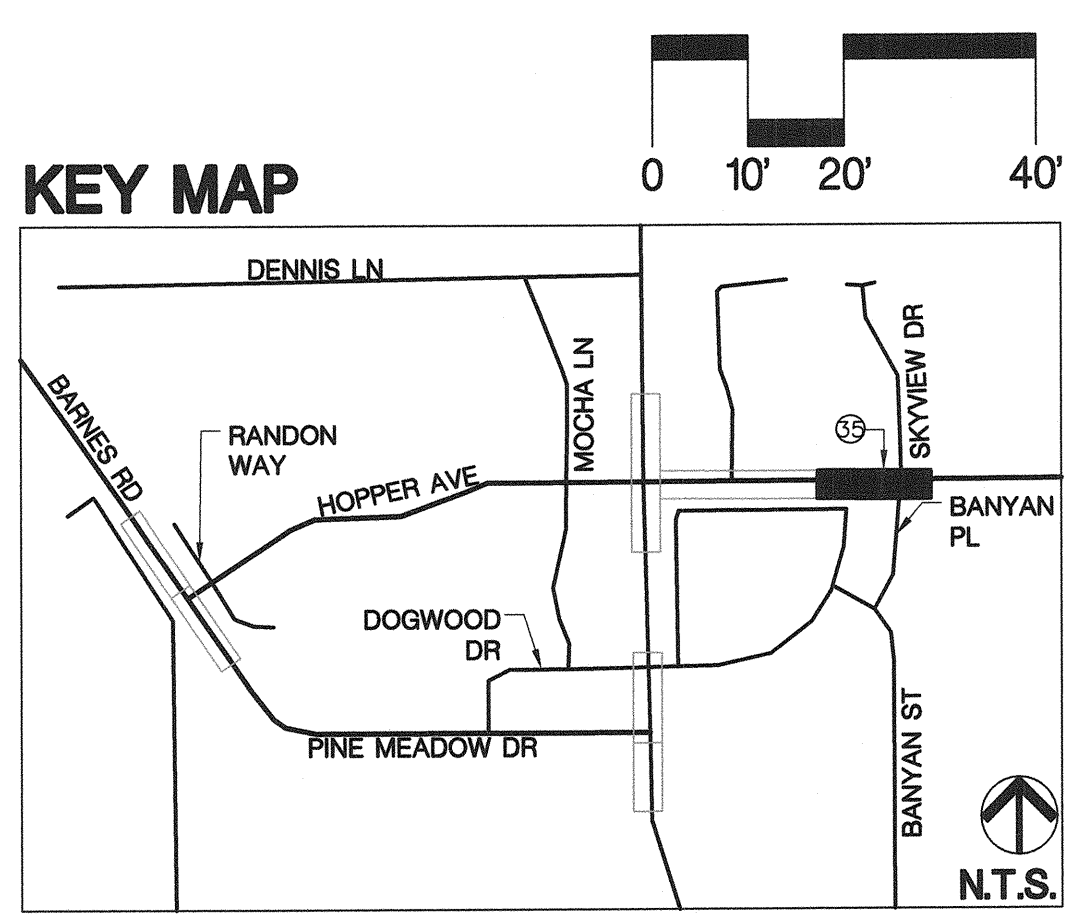 0 10' 20' 40'
KEY MAP
DENNIS LN
BARNES RD
RANDON
WAY
HOPPER AVE
MOCHA LN
SKYVIEW DR
35
BANYAN
PL
DOGWOOD
DR
PINE MEADOW DR
BANYAN ST
N.T.S.